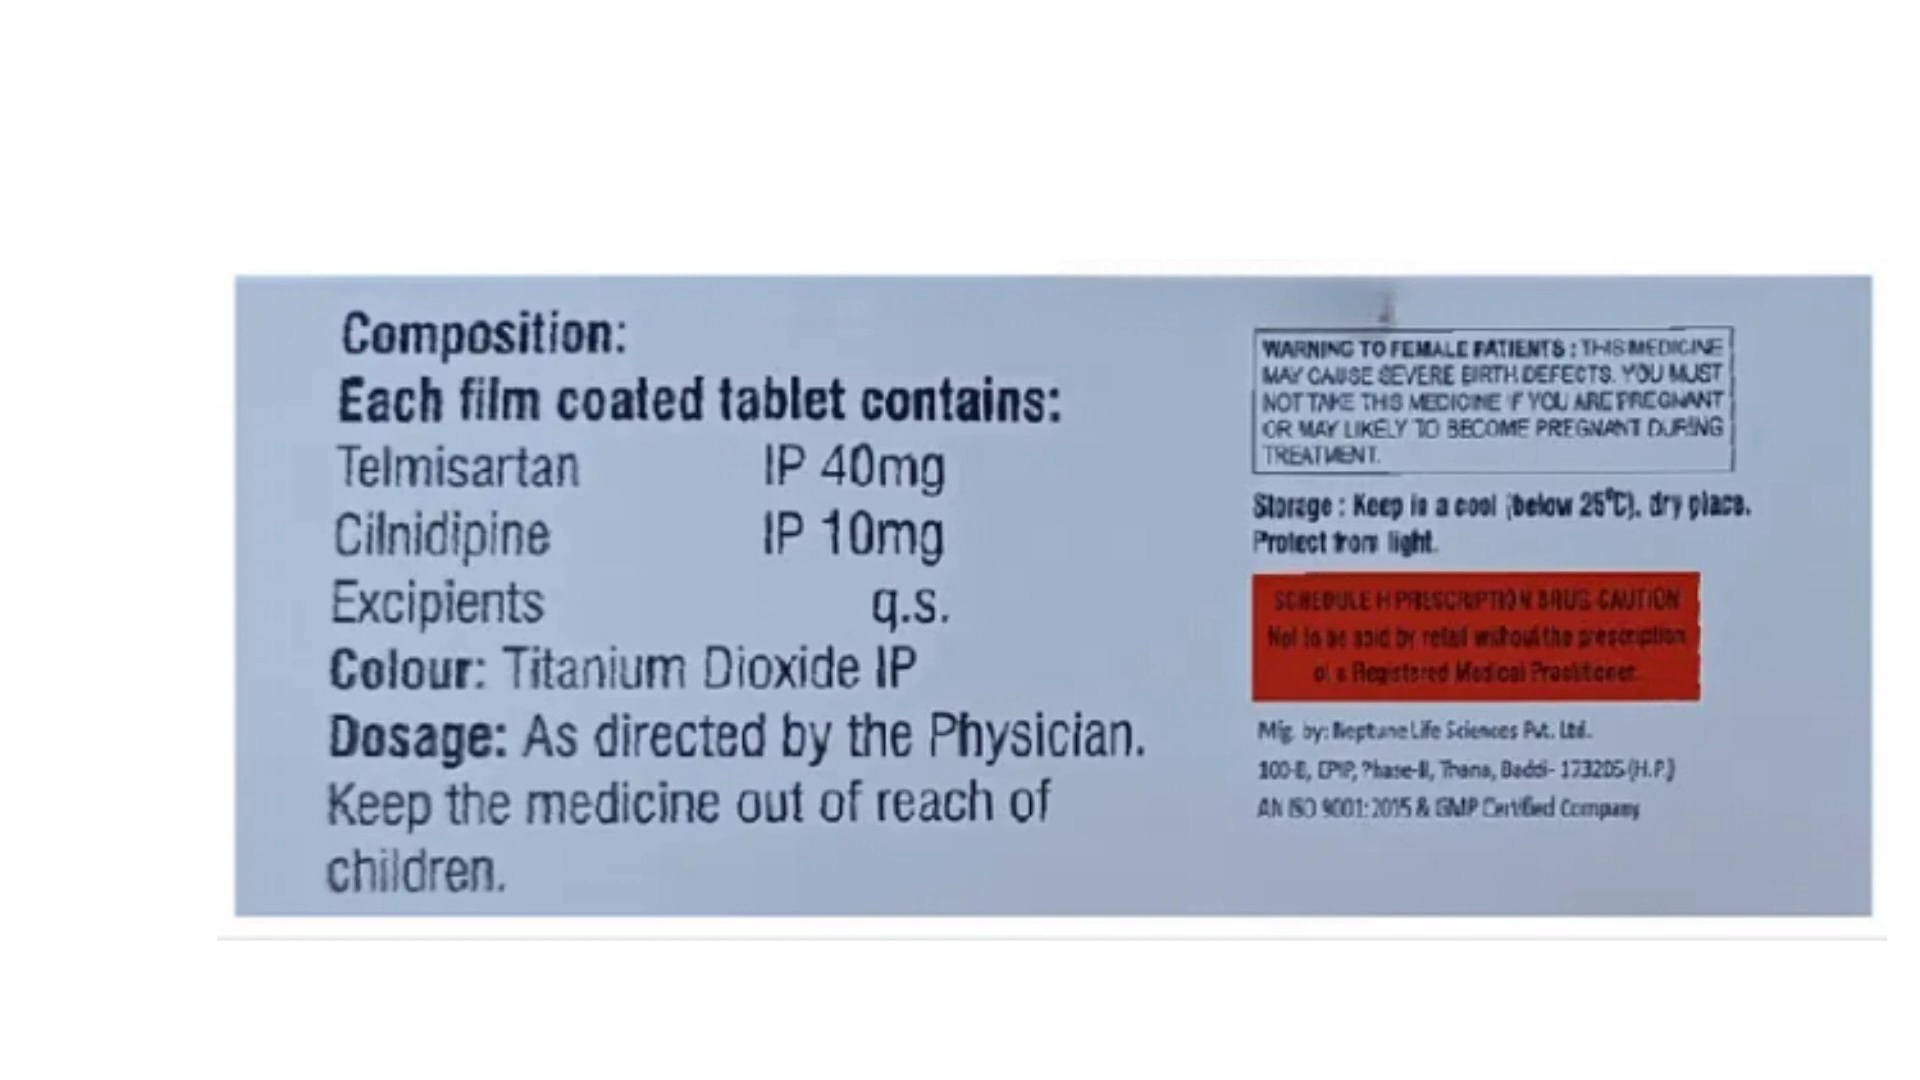 Composition:
Each film coated tablet contains:
Telmisartan IP 40mg
Cilnidipine IP 10mg
Excipients q.s.
Colour: Titanium Dioxide IP
Dosage: As directed by the Physician.
Keep the medicine out of reach of
children.
WARNING TO FEMALE PATIENTS : THIS MEDICINE
MAY CAUSE SEVERE BIRTH DEFECTS. YOU MUST
NOT TAKE THIS MEDICINE IF YOU ARE PREGNANT
OR MAY LIKELY TO BECOME PREGNANT DURING
TREATMENT.
Storage : Keep in a cool (below 25°C), dry place.
Protect from light.
SCHEDULE H PRESCRIPTION DRUG-CAUTION
Not to be sold by retail without the prescription
of a Registered Medical Practitioner.
Mfg. by: Neptune Life Sciences Pvt. Ltd.
EPIP, Phase-II, Thana, Baddi- 173205 (H.P.)
AN ISO 9001:2015 & GMP Certified Company